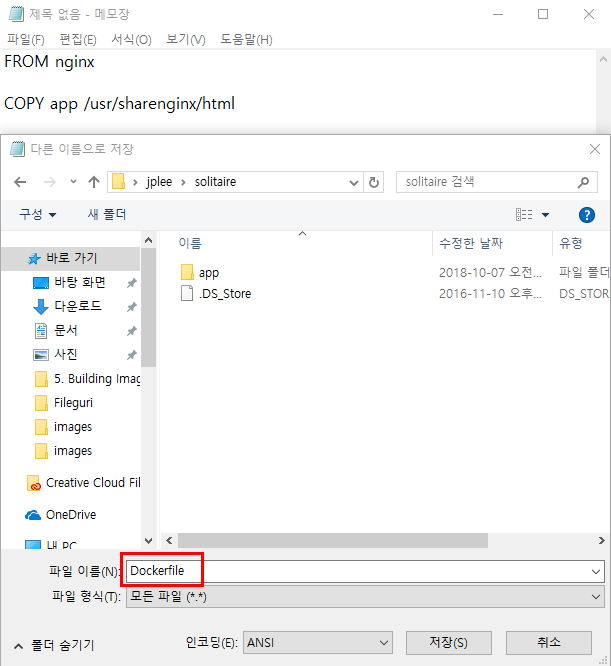 제목 없음 - 메모장
파일(F) 편집(E) 서식(O) 보기(V) 도움말(H)
FROM nginx
COPY app /usr/sharenginx/html
다른 이름으로 저장
jplee › solitaire
solitaire 검색
구성 새 폴더
이름 수정한 날짜 유형
바로 가기
바탕 화면
다운로드
문서
사진
5. Building Imag
Fileguri
images
images
Creative Cloud Fil
OneDrive
내 PC
app 2018-10-07 오전... 파일 폴더
.DS_Store 2016-11-10 오후... DS_STOR
파일 이름(N): Dockerfile
파일 형식(T): 모든 파일 (*.*)
폴더 숨기기
인코딩(E): ANSI
저장(S) 취소